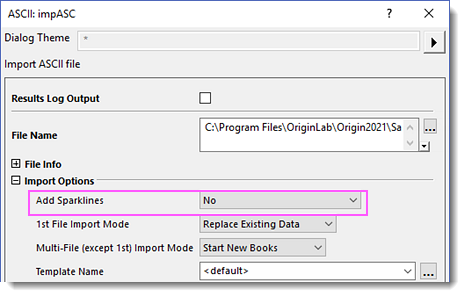 ASCII: impASC ? ×
Dialog Theme *
Import ASCII file
Results Log Output
File Name C:\Program Files\OriginLab\Origin2021\Sa ...
File Info
Import Options
Add Sparklines No
1st File Import Mode Replace Existing Data
Multi-File (except 1st) Import Mode Start New Books
Template Name <default> ...